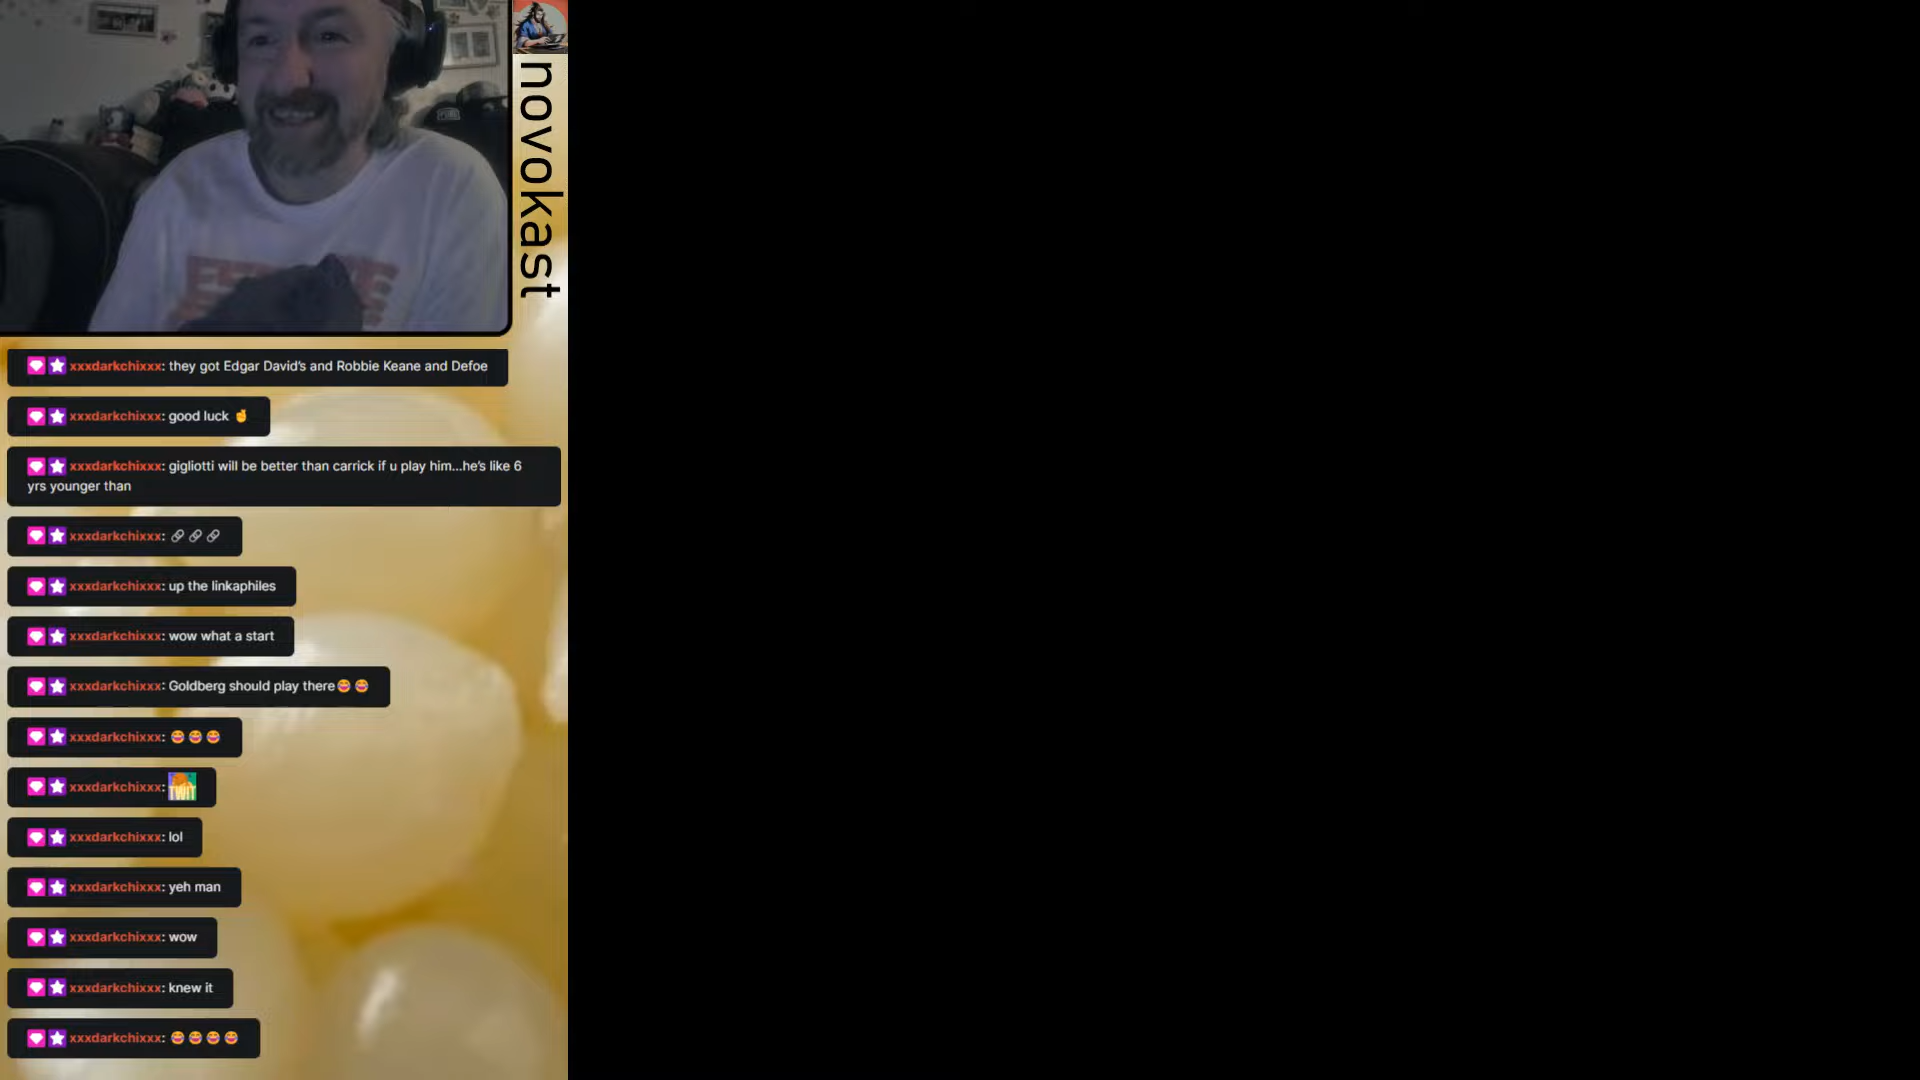 novokast
xxxdarkchixxx: they got Edgar David's and Robbie Keane and Defoe
xxxdarkchixxx: good luck 🤞
xxxdarkchixxx: gigliotti will be better than carrick if u play him...he's like 6
yrs younger than
xxxdarkchixxx: 🔗 🔗 🔗
xxxdarkchixxx: up the linkaphiles
xxxdarkchixxx: wow what a start
xxxdarkchixxx: Goldberg should play there😂 😂
xxxdarkchixxx: 😂 😂 😂
xxxdarkchixxx: TWIT
xxxdarkchixxx: lol
xxxdarkchixxx: yeh man
xxxdarkchixxx: wow
xxxdarkchixxx: knew it
xxxdarkchixxx: 😂 😂 😂 😂